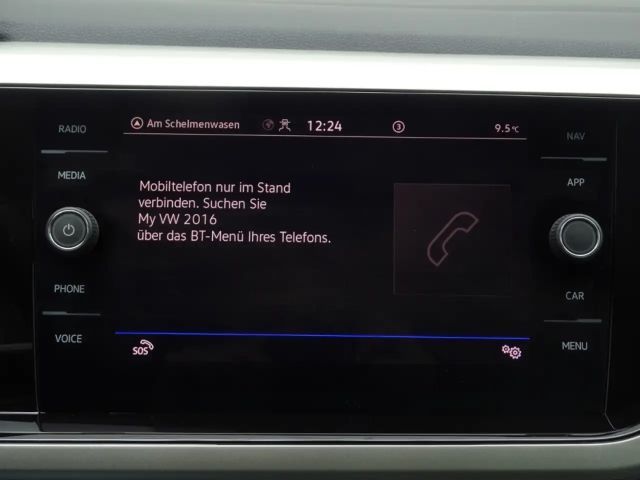 RADIO
MEDIA
PHONE
VOICE
Am Schelmenwasen
12:24
3
9.5°C
Mobiltelefon nur im Stand
verbinden. Suchen Sie
My VW 2016
über das BT-Menü Ihres Telefons.
SOS
NAV
APP
CAR
MENU